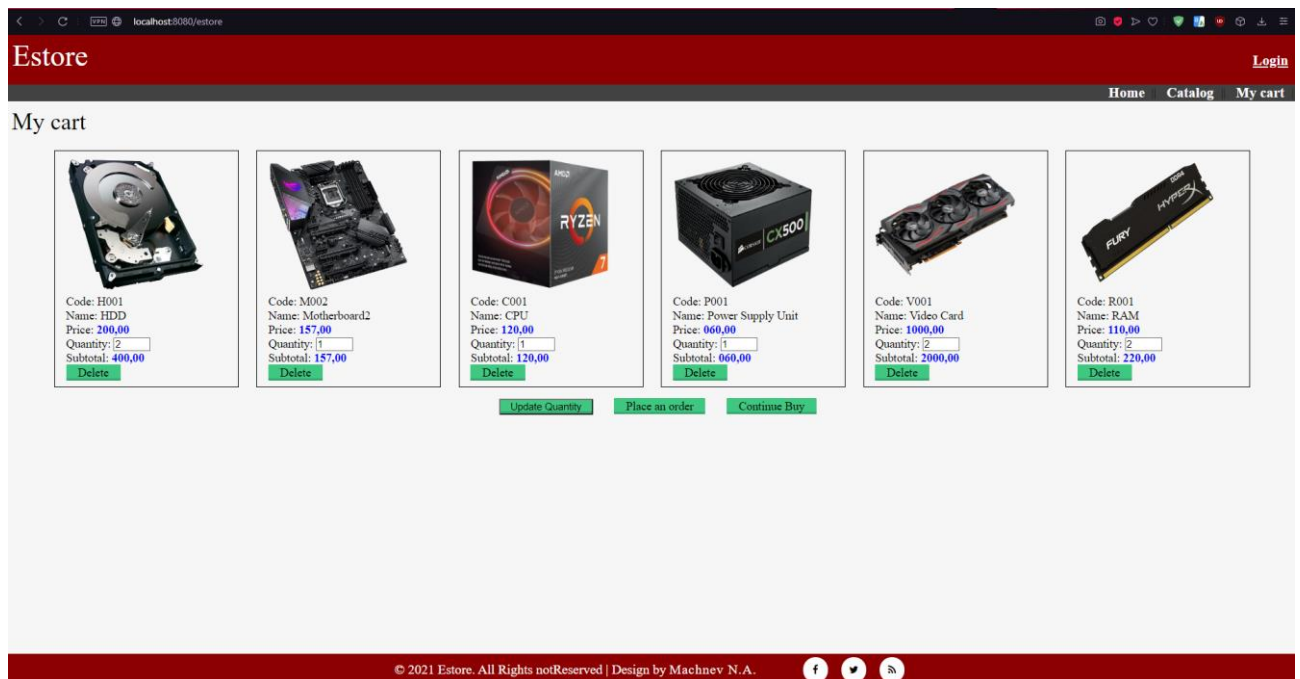 VPN localhost:8080/estore
Estore
Login
Home Catalog My cart
My cart
AMD
RYZEN
7
CORSAIR CX500
DDR4
HYPERX
FURY
Code: H001
Name: HDD
Price: 200,00
Quantity: 2
Subtotal: 400,00
Delete
Code: M002
Name: Motherboard2
Price: 157,00
Quantity: 1
Subtotal: 157,00
Delete
Code: C001
Name: CPU
Price: 120,00
Quantity: 1
Subtotal: 120,00
Delete
Code: P001
Name: Power Supply Unit
Price: 060,00
Quantity: 1
Subtotal: 060,00
Delete
Code: V001
Name: Video Card
Price: 1000,00
Quantity: 2
Subtotal: 2000,00
Delete
Code: R001
Name: RAM
Price: 110,00
Quantity: 2
Subtotal: 220,00
Delete
Update Quantity Place an order Continue Buy
© 2021 Estore. All Rights notReserved | Design by Machnev N.A.